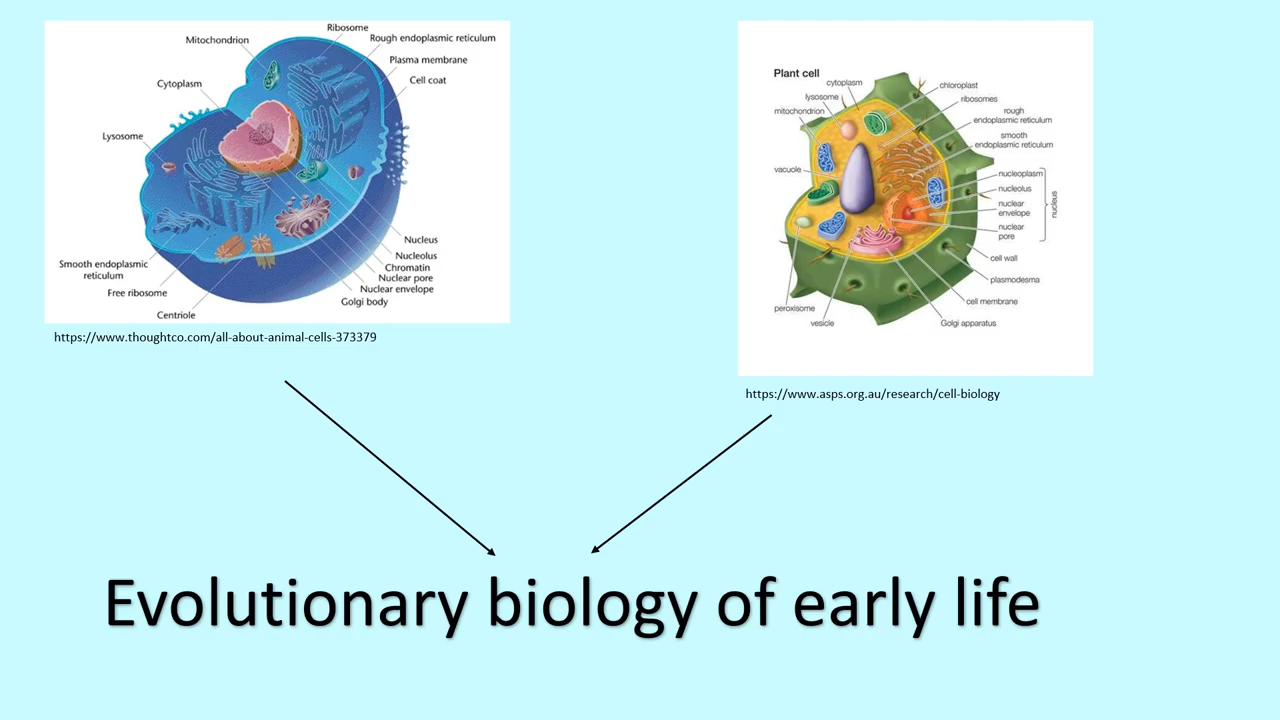 Ribosome
Mitochondrion
Rough endoplasmic reticulum
Plasma membrane
Cell coat
Cytoplasm
Lysosome
Nucleus
Nucleolus
Chromatin
Nuclear pore
Nuclear envelope
Golgi body
Smooth endoplasmic
reticulum
Free ribosome
Centriole
https://www.thoughtco.com/all-about-animal-cells-373379
Plant cell
cytoplasm
chloroplast
lysosome
ribosomes
mitochondrion
rough
endoplasmic reticulum
smooth
endoplasmic reticulum
vacuole
nucleoplasm
nucleolus
nuclear
envelope
nuclear
pore
nucleus
cell wall
plasmodesma
cell membrane
peroxisome
vesicle
Golgi apparatus
https://www.asps.org.au/research/cell-biology
Evolutionary biology of early life